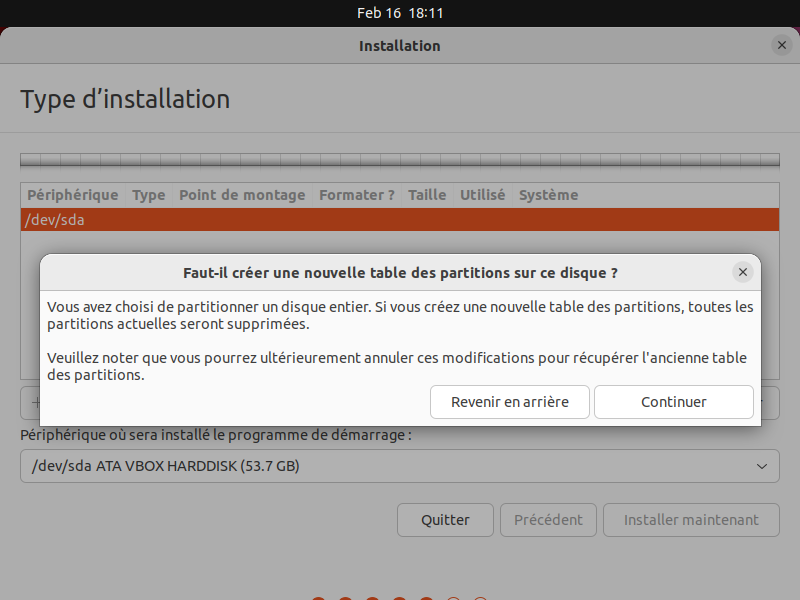 Feb 16 18:11
Installation
Type d’installation
Périphérique Type Point de montage Formater ? Taille Utilisé Système
/dev/sda
Faut-il créer une nouvelle table des partitions sur ce disque ?
Vous avez choisi de partitionner un disque entier. Si vous créez une nouvelle table des partitions, toutes les
partitions actuelles seront supprimées.
Veuillez noter que vous pourrez ultérieurement annuler ces modifications pour récupérer l'ancienne table
des partitions.
Revenir en arrière
Continuer
Périphérique où sera installé le programme de démarrage :
/dev/sda ATA VBOX HARDDISK (53.7 GB)
Quitter
Précédent
Installer maintenant